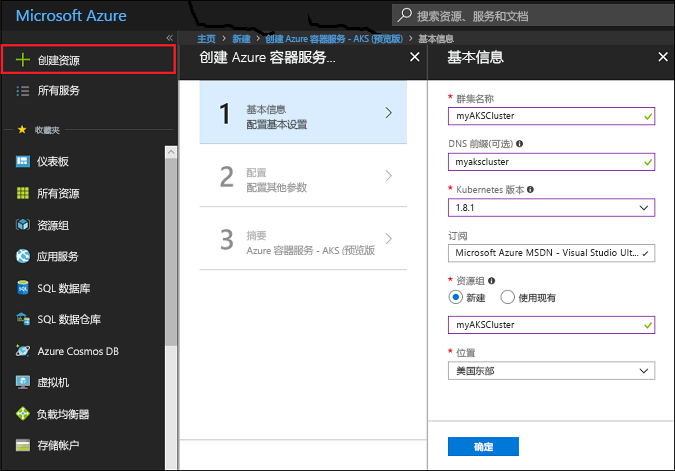 Microsoft Azure
搜索资源、服务和文档
主页 > 新建 > 创建 Azure 容器服务 - AKS (预览版) > 基本信息
创建资源
所有服务
收藏夹
仪表板
所有资源
资源组
应用服务
SQL 数据库
SQL 数据仓库
Azure Cosmos DB
虚拟机
负载均衡器
存储帐户
创建 Azure 容器服务...
1 基本信息
配置基本设置
2 配置
配置其他参数
3 摘要
Azure 容器服务 - AKS (预览版
基本信息
* 群集名称
myAKSCluster
DNS 前缀(可选)
myakscluster
* Kubernetes 版本
1.8.1
订阅
Microsoft Azure MSDN - Visual Studio Ult...
* 资源组
新建 使用现有
myAKSCluster
* 位置
美国东部
确定